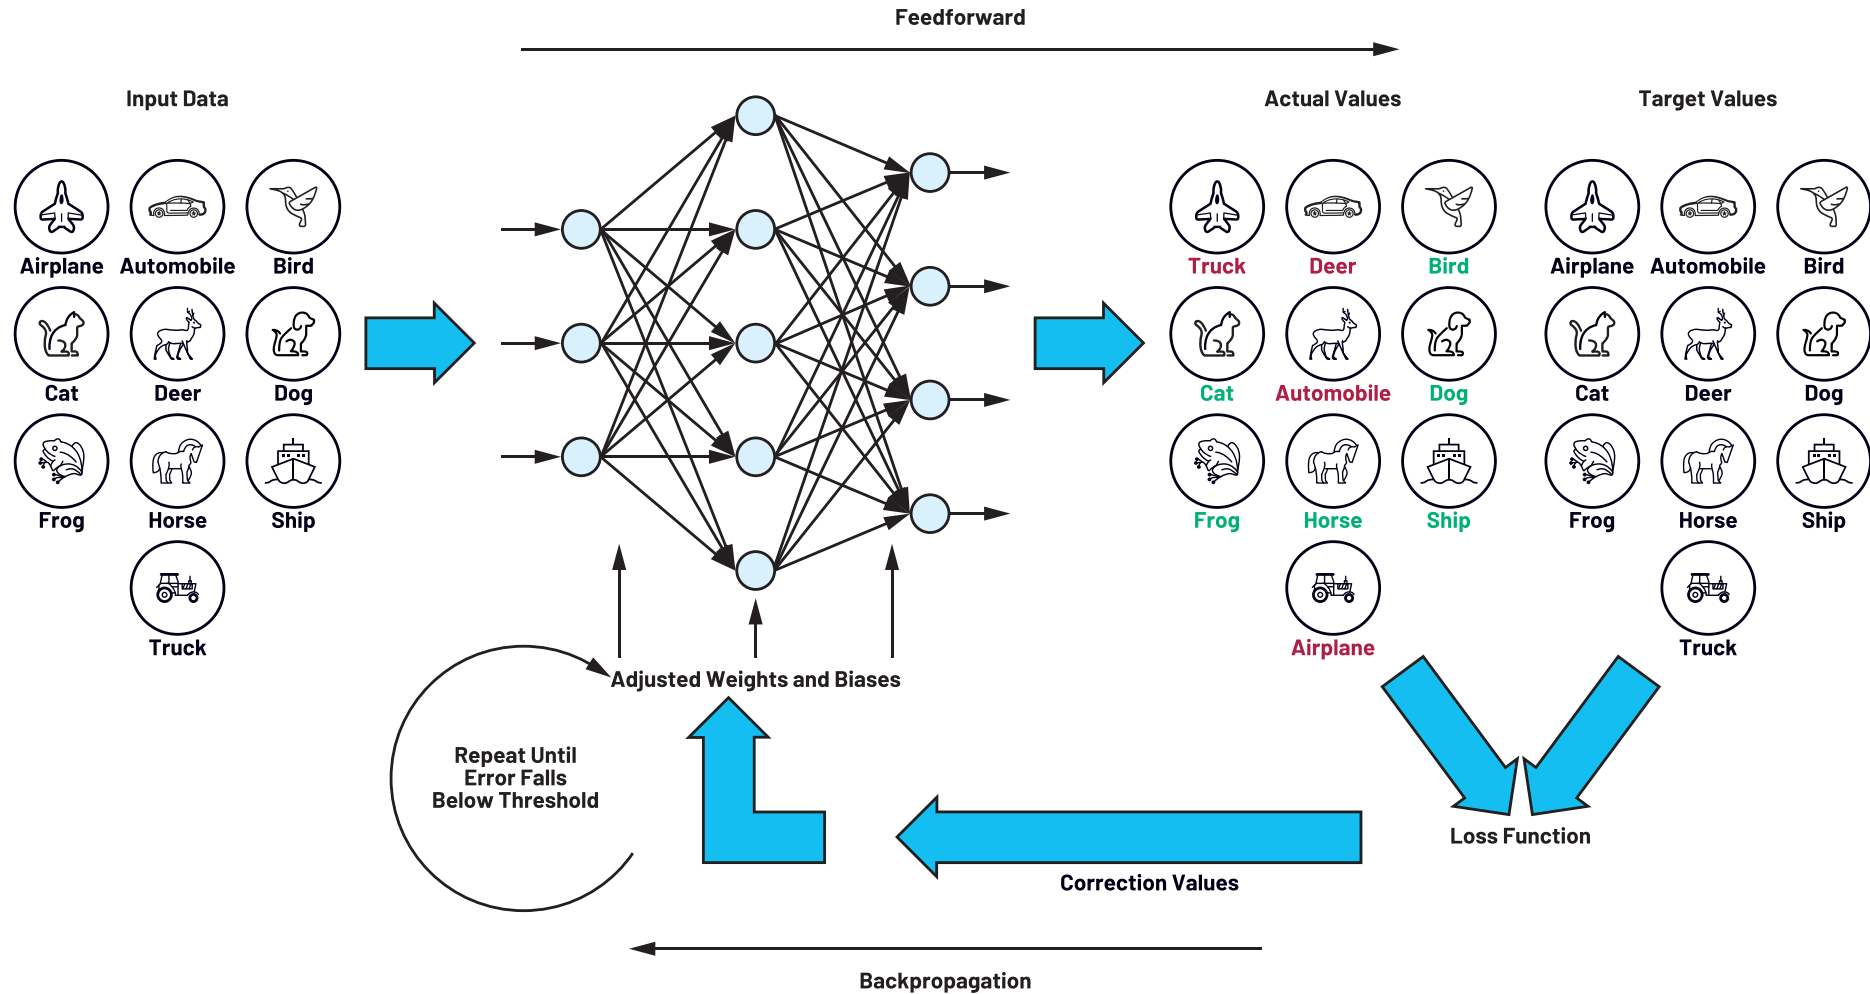 Feedforward
Input Data
Actual Values
Target Values
Airplane
Automobile
Bird
Cat
Deer
Dog
Frog
Horse
Ship
Truck
Truck
Deer
Bird
Cat
Automobile
Dog
Frog
Horse
Ship
Airplane
Airplane
Automobile
Bird
Cat
Deer
Dog
Frog
Horse
Ship
Truck
Adjusted Weights and Biases
Repeat Until
Error Falls
Below Threshold
Loss Function
Correction Values
Backpropagation